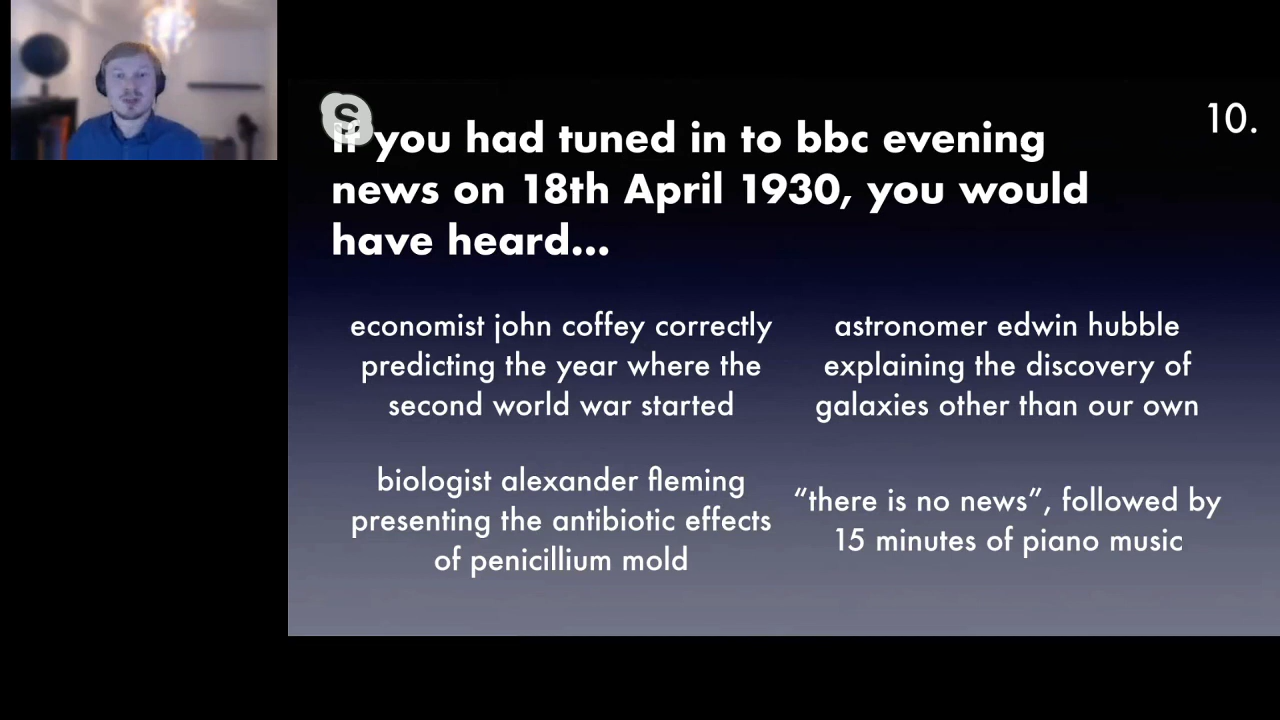 10.
If you had tuned in to bbc evening
news on 18th April 1930, you would
have heard...
economist john coffey correctly
predicting the year where the
second world war started
astronomer edwin hubble
explaining the discovery of
galaxies other than our own
biologist alexander fleming
presenting the antibiotic effects
of penicillium mold
“there is no news”, followed by
15 minutes of piano music
S